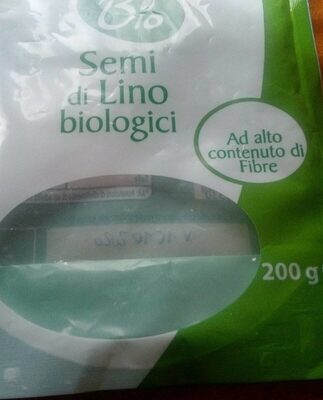 Bio
Semi
di Lino
biologici
Ad alto
contenuto di
Fibre
200 g